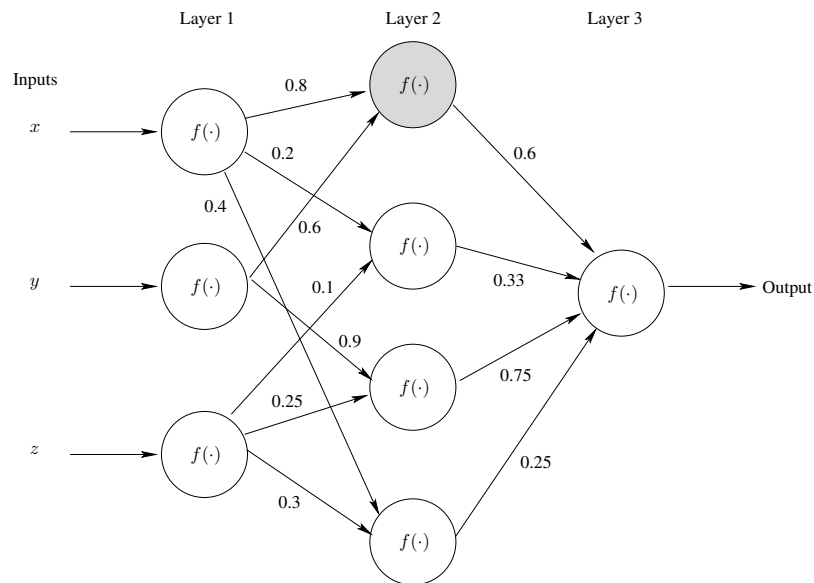 Layer 1
Layer 2
Layer 3
Inputs
x
f(·)
0.8
f(·)
0.2
0.4
0.6
0.6
y
f(·)
f(·)
0.1
0.33
f(·)
Output
0.9
z
f(·)
0.25
f(·)
0.75
0.3
0.25
f(·)